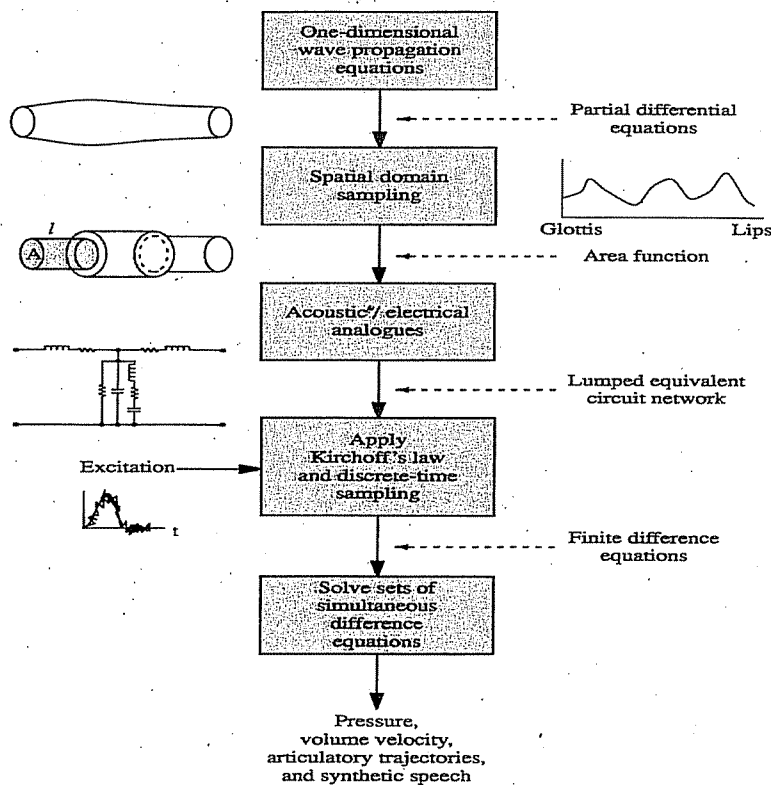 One-dimensional
wave propagation
equations
Partial differential
equations
Spatial domain
sampling
Glottis
Lips
l
A
Area function
Acoustic / electrical
analogues
Lumped equivalent
circuit network
Apply
Kirchoff's law
and discrete-time
sampling
Excitation
t
Finite difference
equations
Solve sets of
simultaneous
difference
equations
Pressure,
volume velocity,
articulatory trajectories,
and synthetic speech